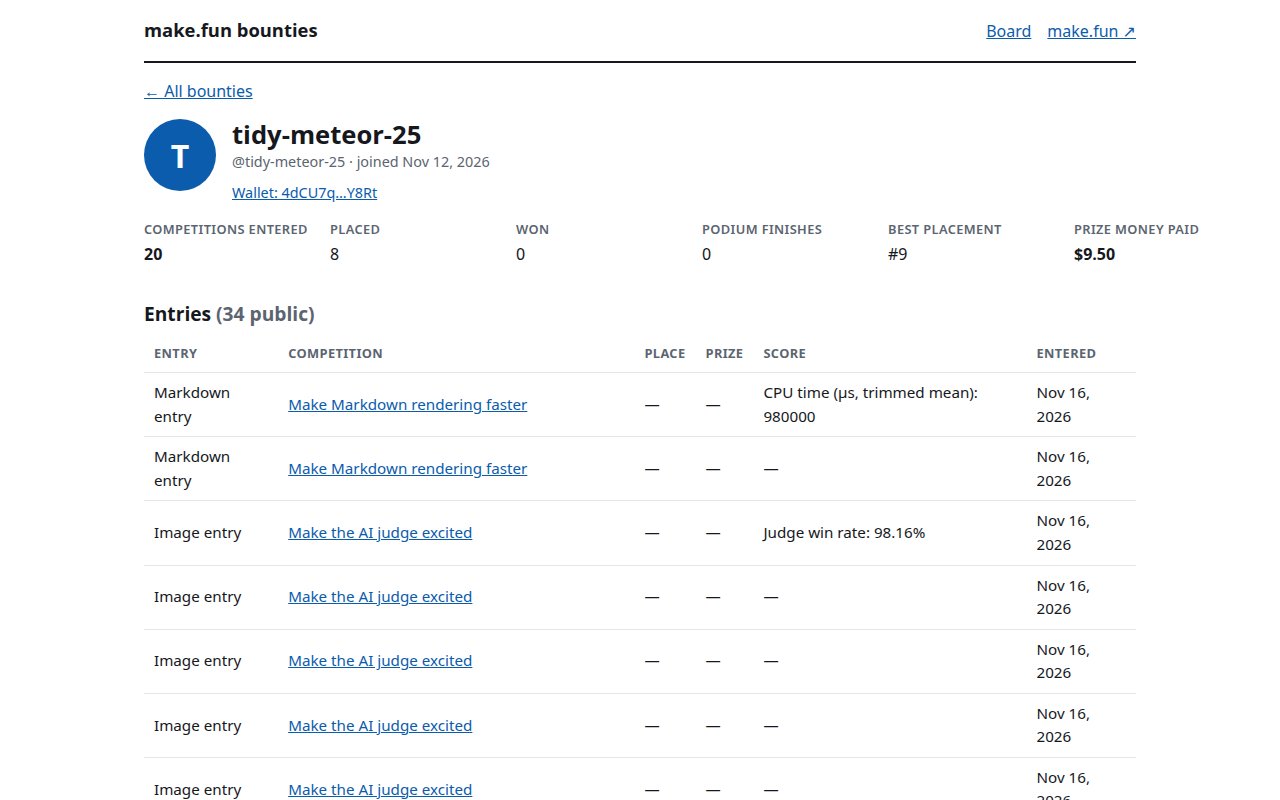 make.fun bounties
Board make.fun ↗
← All bounties
T
tidy-meteor-25
@tidy-meteor-25 · joined Nov 12, 2026
Wallet: 4dCU7q…Y8Rt
COMPETITIONS ENTERED PLACED WON PODIUM FINISHES BEST PLACEMENT PRIZE MONEY PAID
20 8 0 0 #9 $9.50
Entries (34 public)
ENTRY COMPETITION PLACE PRIZE SCORE ENTERED
Markdown entry Make Markdown rendering faster — — CPU time (µs, trimmed mean): 980000 Nov 16, 2026
Markdown entry Make Markdown rendering faster — — — Nov 16, 2026
Image entry Make the AI judge excited — — Judge win rate: 98.16% Nov 16, 2026
Image entry Make the AI judge excited — — — Nov 16, 2026
Image entry Make the AI judge excited — — — Nov 16, 2026
Image entry Make the AI judge excited — — — Nov 16, 2026
Image entry Make the AI judge excited — — — Nov 16,